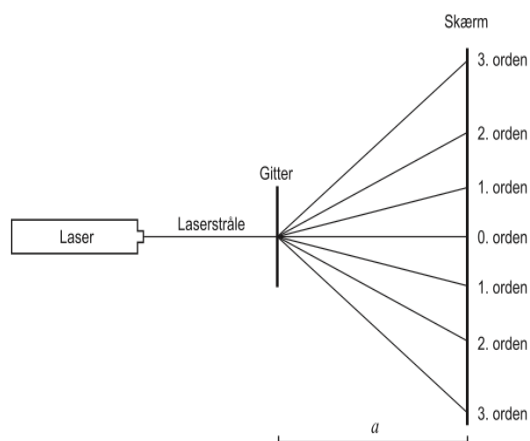 Skærm
3. orden
2. orden
Gitter
1. orden
Laserstråle
Laser
0. orden
1. orden
2. orden
3. orden
a